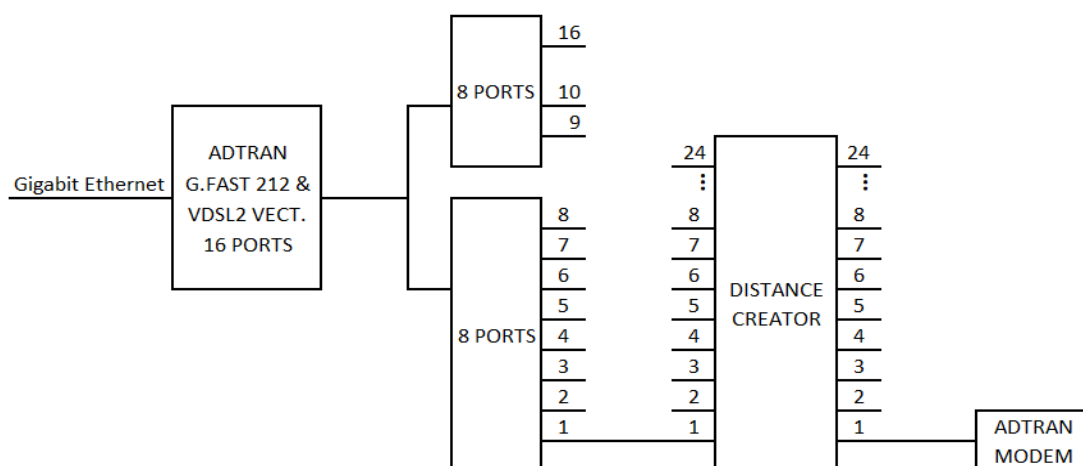 Gigabit Ethernet
ADTRAN
G.FAST 212 &
VDSL2 VECT.
16 PORTS
8 PORTS
16
10
9
8 PORTS
8
7
6
5
4
3
2
1
24
⋮
8
7
6
5
4
3
2
1
DISTANCE
CREATOR
24
⋮
8
7
6
5
4
3
2
1
ADTRAN
MODEM